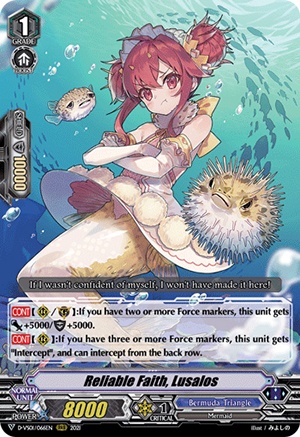 1
GRADE
BOOST
SHIELD
10000
If I wasn't confident of myself, I won't have made it here!
CONT [ / ]:If you have two or more Force markers, this unit gets
+5000/ +5000.
CONT [ ]:If you have three or more Force markers, this unit gets
"Intercept", and can intercept from the back row.
Reliable Faith, Lusalos
NORMAL
UNIT
POWER
8000
1
CRITICAL
Bermuda Triangle
Mermaid
D-VS01/066EN
2021
Illust / みよしの